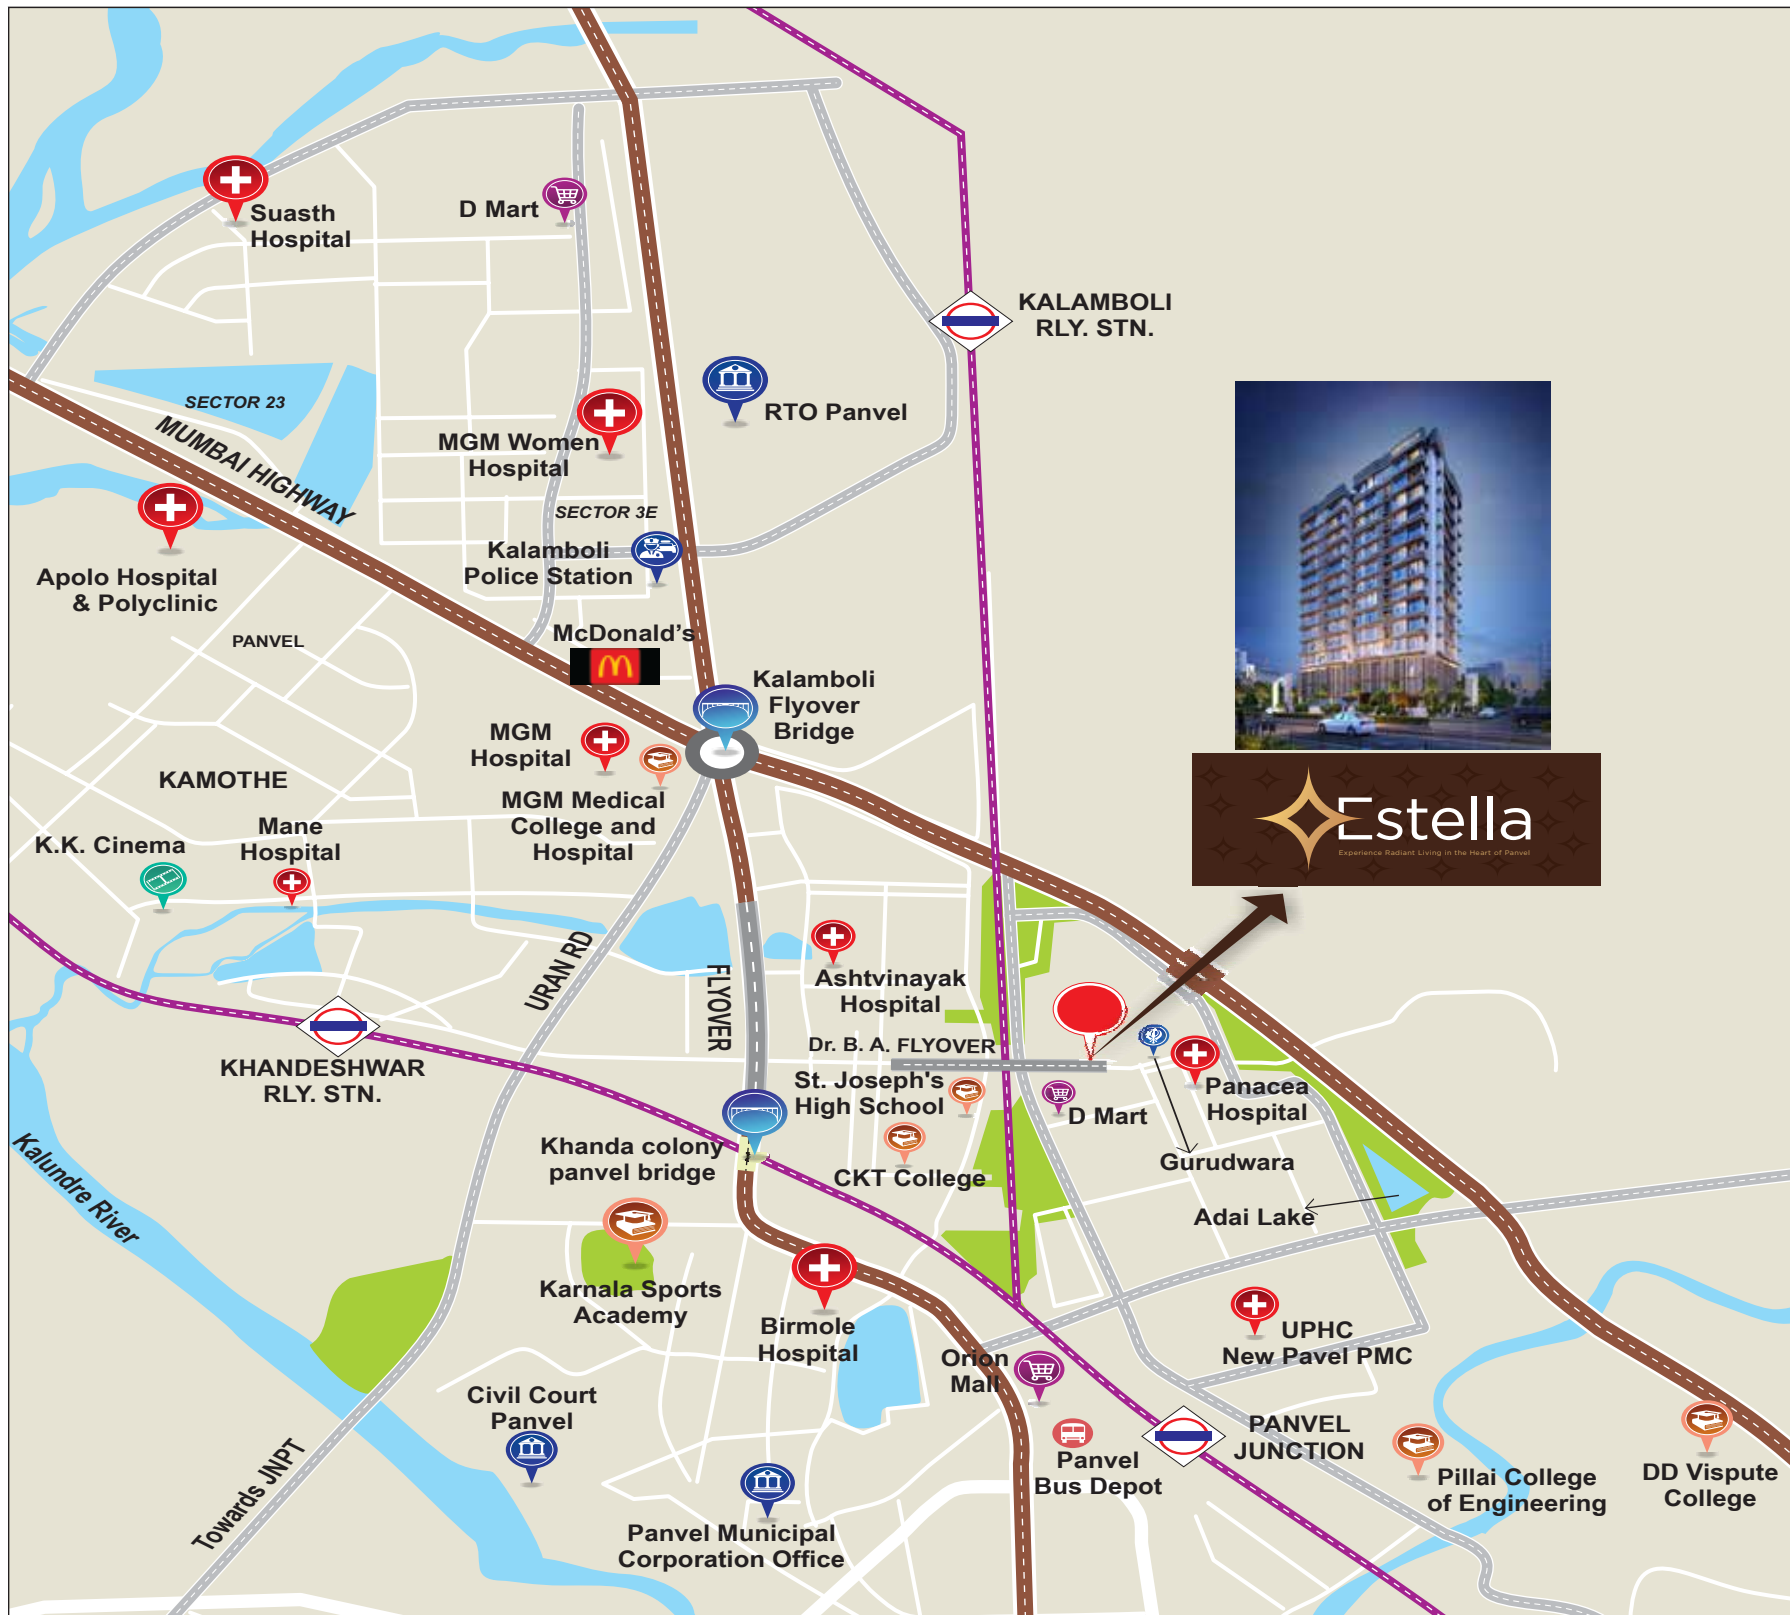 Suasth
Hospital
D Mart
KALAMBOLI
RLY. STN.
SECTOR 23
MUMBAI HIGHWAY
RTO Panvel
MGM Women
Hospital
SECTOR 3E
Kalamboli
Police Station
Apolo Hospital
& Polyclinic
PANVEL
McDonald's
Kalamboli
Flyover
Bridge
MGM
Hospital
KAMOTHE
MGM Medical
College and
Hospital
K.K. Cinema
Mane
Hospital
Estella
Experience Radiant Living in the Heart of Panvel
URAN RD
FLYOVER
Ashtvinayak
Hospital
Dr. B. A. FLYOVER
KHANDESHWAR
RLY. STN.
St. Joseph's
High School
D Mart
Panacea
Hospital
Khanda colony
panvel bridge
CKT College
Gurudwara
Kalundre River
Adai Lake
Karnala Sports
Academy
Birmole
Hospital
UPHC
New Pavel PMC
Orion
Mall
Civil Court
Panvel
PANVEL
JUNCTION
Panvel
Bus Depot
Pillai College
of Engineering
DD Vispute
College
Towards JNPT
Panvel Municipal
Corporation Office